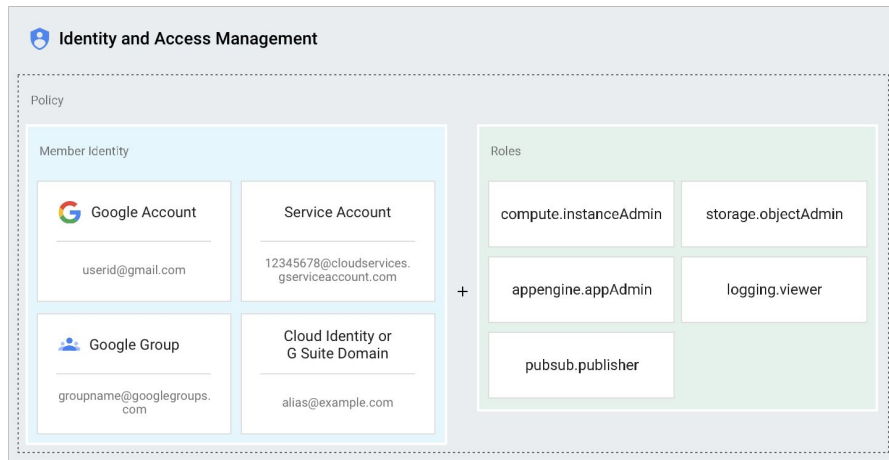 Identity and Access Management
Policy
Member Identity
Google Account
userid@gmail.com
Service Account
12345678@cloudservices.
gserviceaccount.com
Google Group
groupname@googlegroups.
com
Cloud Identity or
G Suite Domain
alias@example.com
+
Roles
compute.instanceAdmin
storage.objectAdmin
appengine.appAdmin
logging.viewer
pubsub.publisher